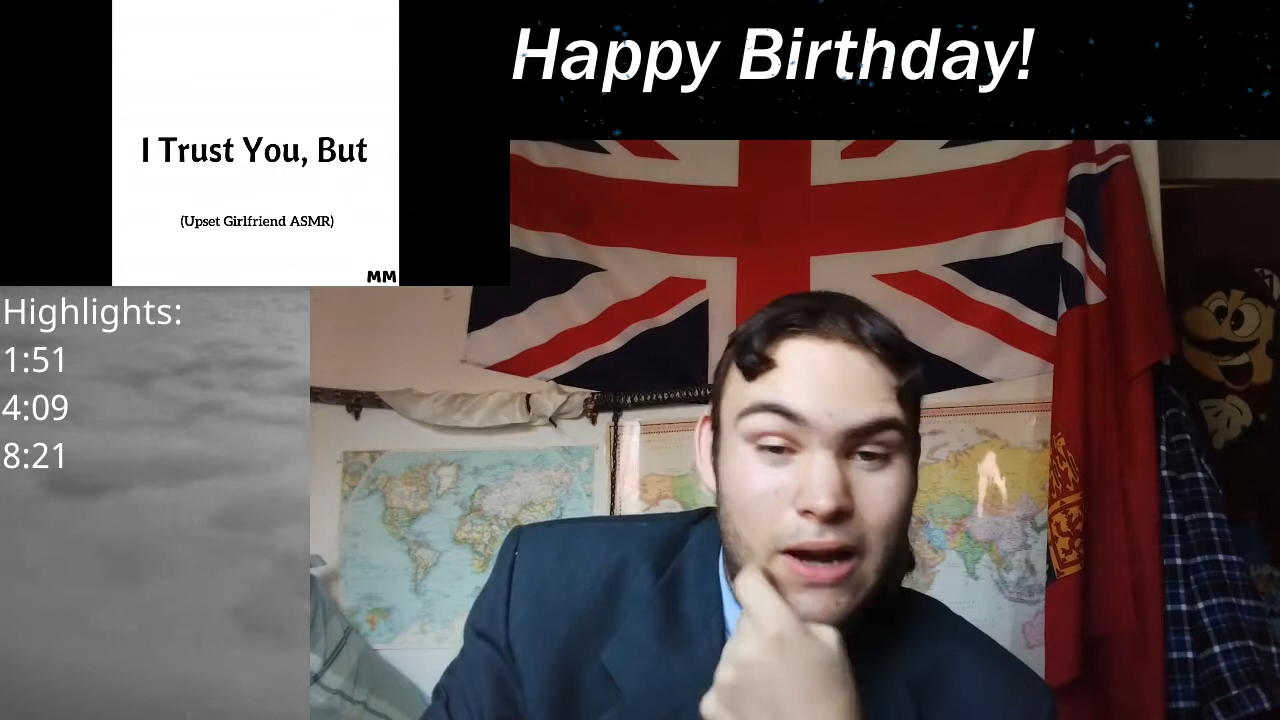 Happy Birthday!
I Trust You, But
(Upset Girlfriend ASMR)
MM
Highlights:
1:51
4:09
8:21